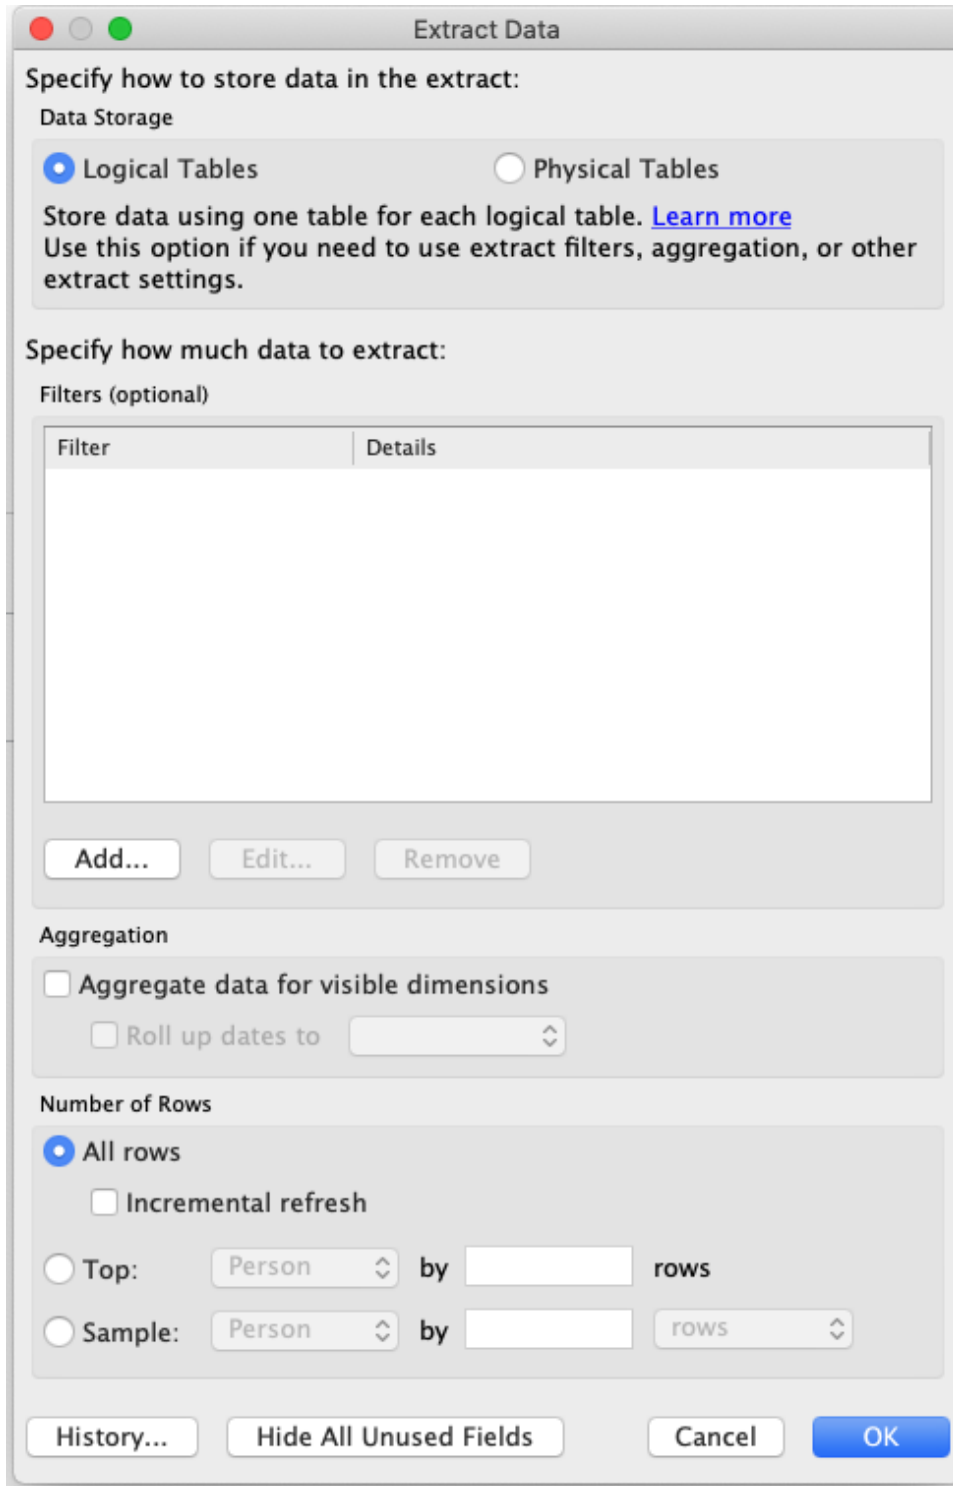 Extract Data
Specify how to store data in the extract:
Data Storage
Logical Tables Physical Tables
Store data using one table for each logical table. Learn more
Use this option if you need to use extract filters, aggregation, or other
extract settings.
Specify how much data to extract:
Filters (optional)
Filter Details
Add... Edit... Remove
Aggregation
Aggregate data for visible dimensions
Roll up dates to
Number of Rows
All rows
Incremental refresh
Top: Person by rows
Sample: Person by rows
History... Hide All Unused Fields Cancel OK